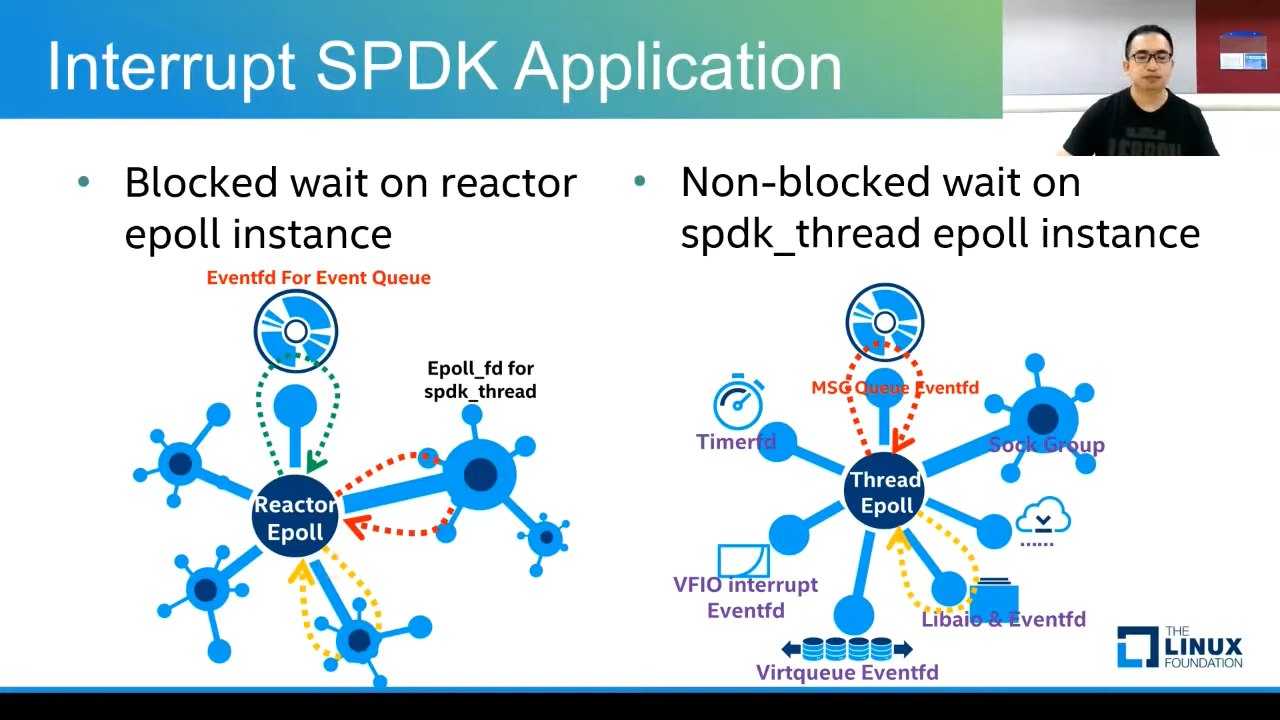 Interrupt SPDK Application
• Blocked wait on reactor
epoll instance
• Non-blocked wait on
spdk_thread epoll instance
Eventfd For Event Queue
Epoll_fd for
spdk_thread
Reactor
Epoll
MSG Queue Eventfd
Timerfd
Sock Group
Thread
Epoll
......
VFIO interrupt
Eventfd
Libaio & Eventfd
Virtqueue Eventfd
THE
LINUX
FOUNDATION